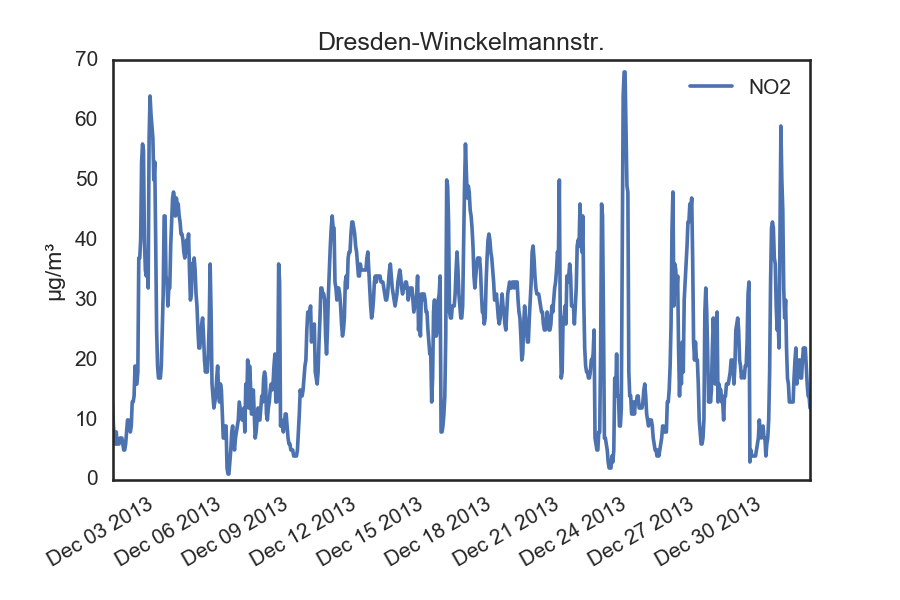 Dresden-Winckelmannstr.
70
60
50
40
30
20
10
0
µg/m³
NO2
Dec 03 2013
Dec 06 2013
Dec 09 2013
Dec 12 2013
Dec 15 2013
Dec 18 2013
Dec 21 2013
Dec 24 2013
Dec 27 2013
Dec 30 2013